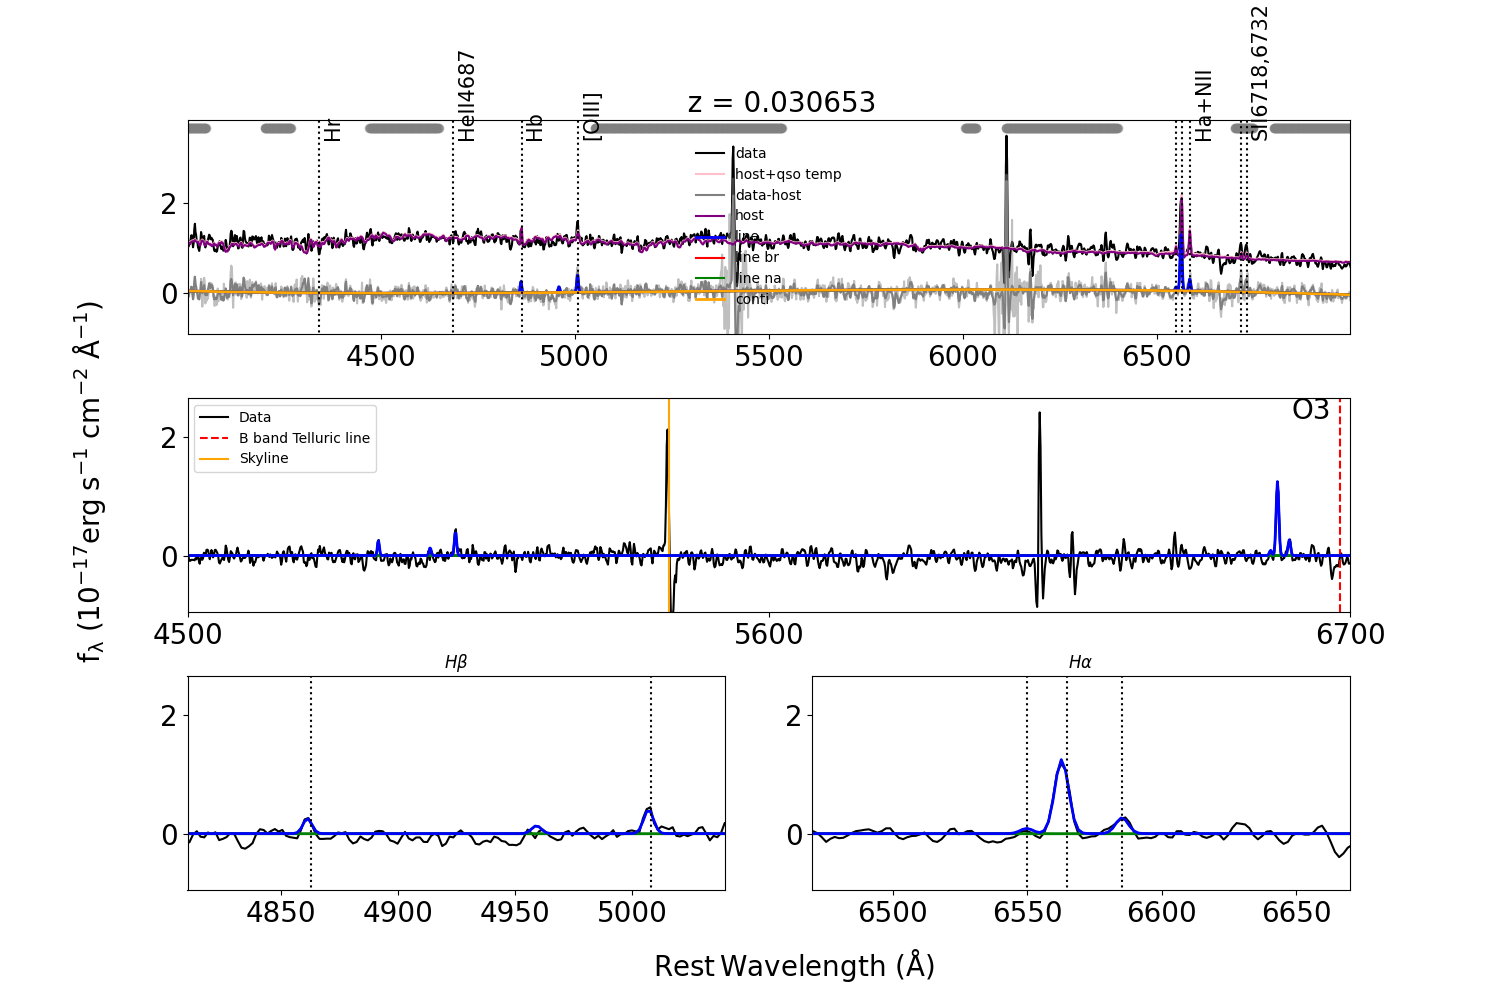 z = 0.030653
Hr
HeII4687
Hb
[OIII]
Ha+NII
SII6718,6732
data
host+qso temp
data-host
host
line
line br
line na
conti
2
0
4500 5000 5500 6000 6500
Data
B band Telluric line
Skyline
O3
2
0
4500 5600 6700
fλ (10⁻¹⁷erg s⁻¹ cm⁻² Å⁻¹)
Hβ
2
0
4850 4900 4950 5000
Hα
2
0
6500 6550 6600 6650
Rest Wavelength (Å)